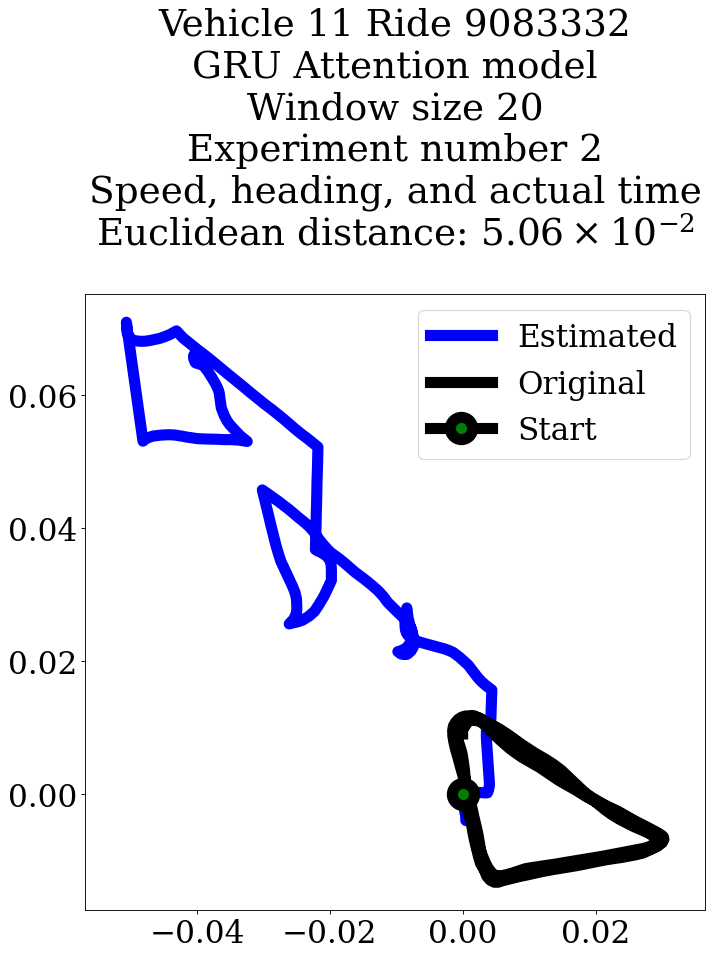 Vehicle 11 Ride 9083332
GRU Attention model
Window size 20
Experiment number 2
Speed, heading, and actual time
Euclidean distance: 5.06 × 10⁻²
Estimated
Original
Start
0.06
0.04
0.02
0.00
−0.04
−0.02
0.00
0.02